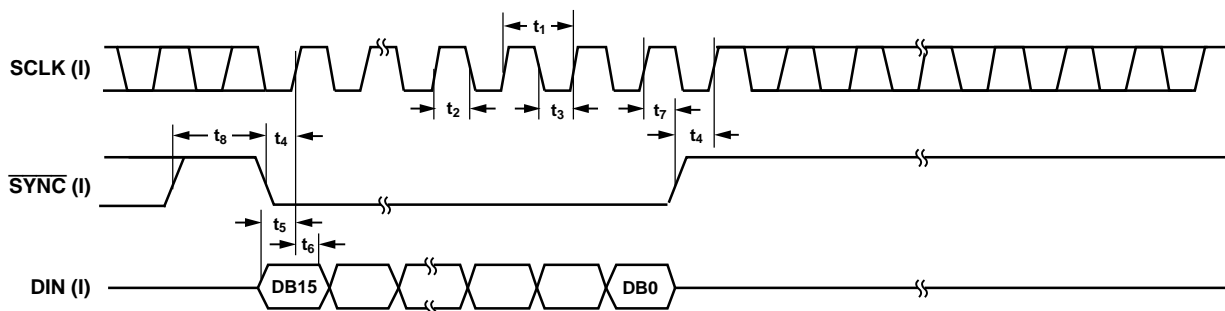 t₁
SCLK (I)
t₂
t₃
t₇
t₈
t₄
t₄
SYNC (I)
t₅
t₆
DIN (I)
DB15
DB0